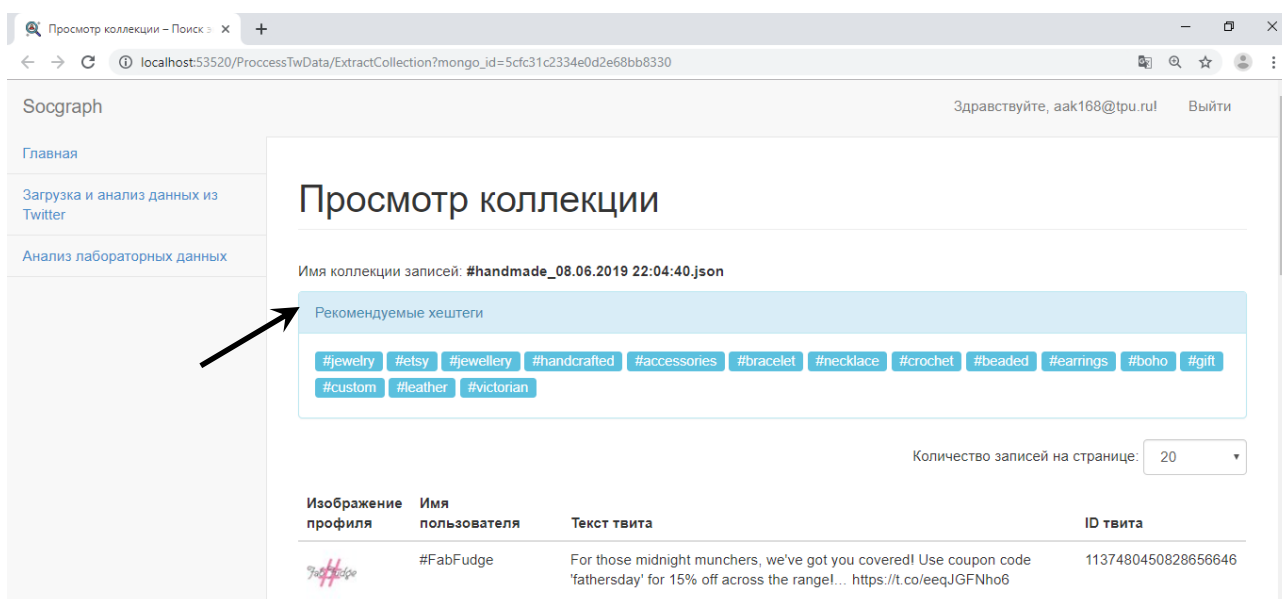 Просмотр коллекции – Поиск э
localhost:53520/ProccessTwData/ExtractCollection?mongo_id=5cfc31c2334e0d2e68bb8330
Socgraph
Здравствуйте, aak168@tpu.ru!
Выйти
Главная
Загрузка и анализ данных из
Twitter
Анализ лабораторных данных
Просмотр коллекции
Имя коллекции записей: #handmade_08.06.2019 22:04:40.json
Рекомендуемые хештеги
#jewelry #etsy #jewellery #handcrafted #accessories #bracelet #necklace #crochet #beaded #earrings #boho #gift
#custom #leather #victorian
Количество записей на странице: 20
Изображение профиля
Имя пользователя
Текст твита
ID твита
FabFudge
#FabFudge
For those midnight munchers, we've got you covered! Use coupon code
'fathersday' for 15% off across the range!... https://t.co/eeqJGFNho6
1137480450828656646